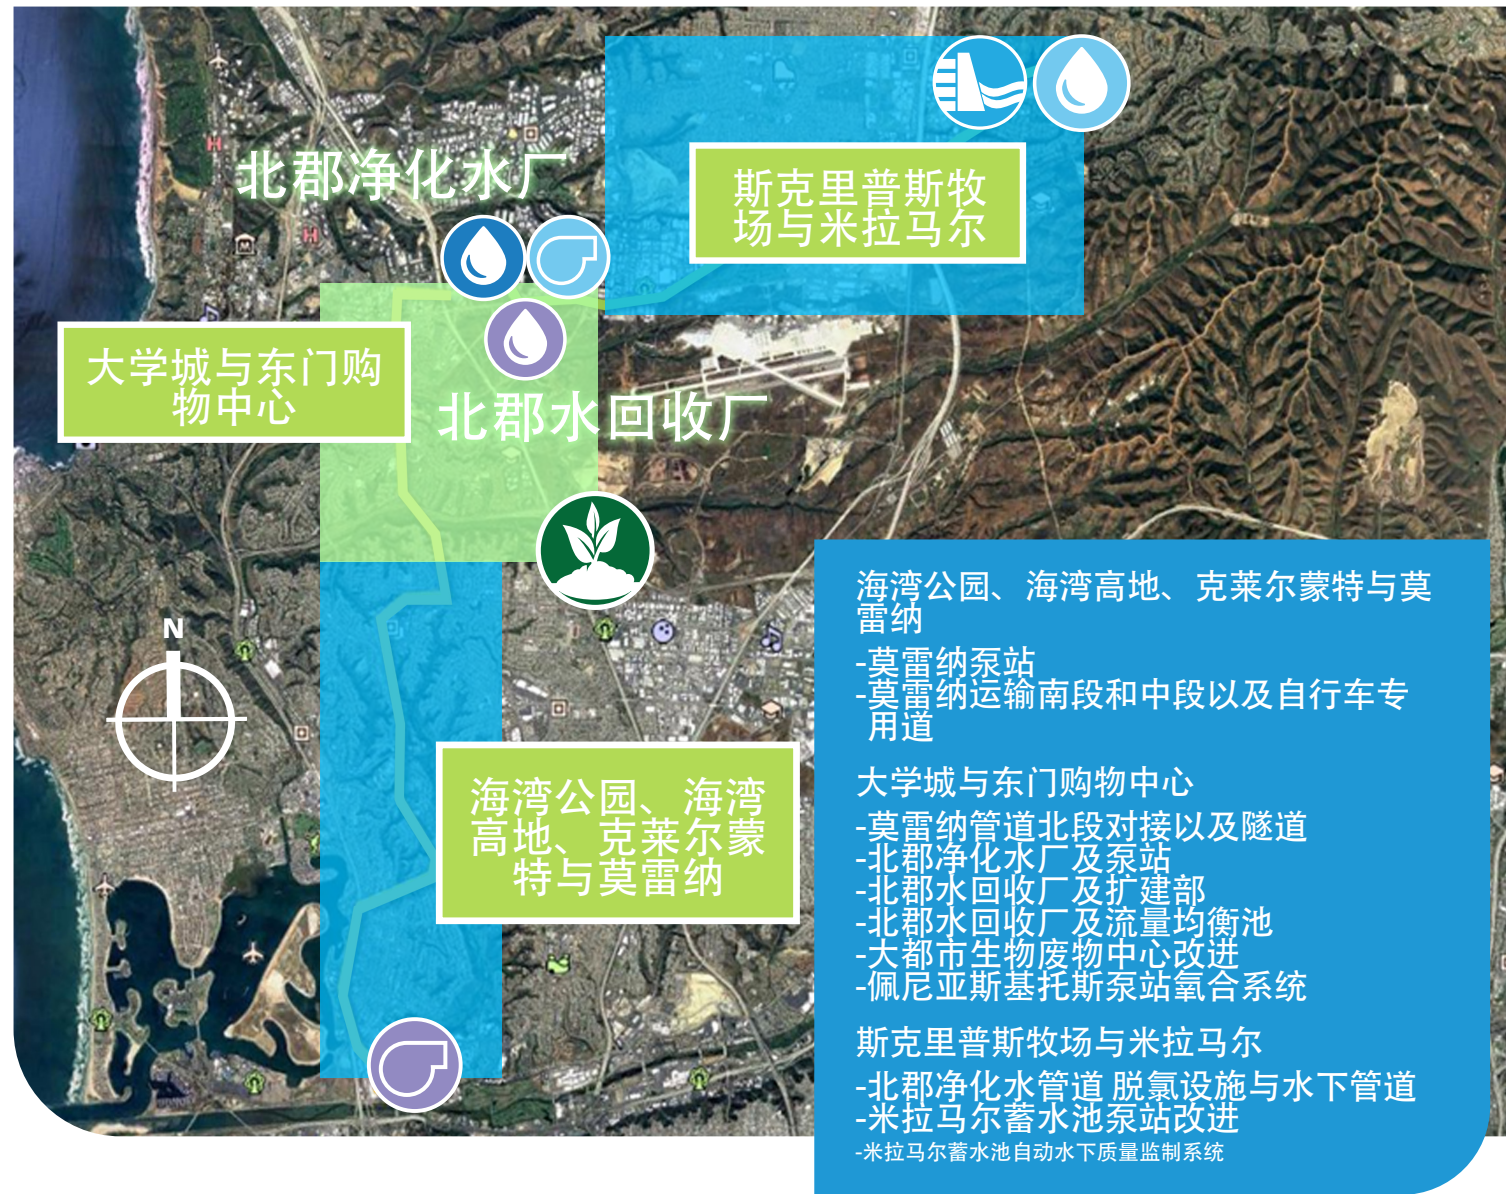 北郡净化水厂
斯克里普斯牧
场与米拉马尔
大学城与东门购
物中心
北郡水回收厂
N
海湾公园、海湾
高地、克莱尔蒙
特与莫雷纳
海湾公园、海湾高地、克莱尔蒙特与莫
雷纳
-莫雷纳泵站
-莫雷纳运输南段和中段以及自行车专
用道
大学城与东门购物中心
-莫雷纳管道北段对接以及隧道
-北郡净化水厂及泵站
-北郡水回收厂及扩建部
-北郡水回收厂及流量均衡池
-大都市生物废物中心改进
-佩尼亚斯基托斯泵站氧合系统
斯克里普斯牧场与米拉马尔
-北郡净化水管道 脱氯设施与水下管道
-米拉马尔蓄水池泵站改进
-米拉马尔蓄水池自动水下质量监制系统